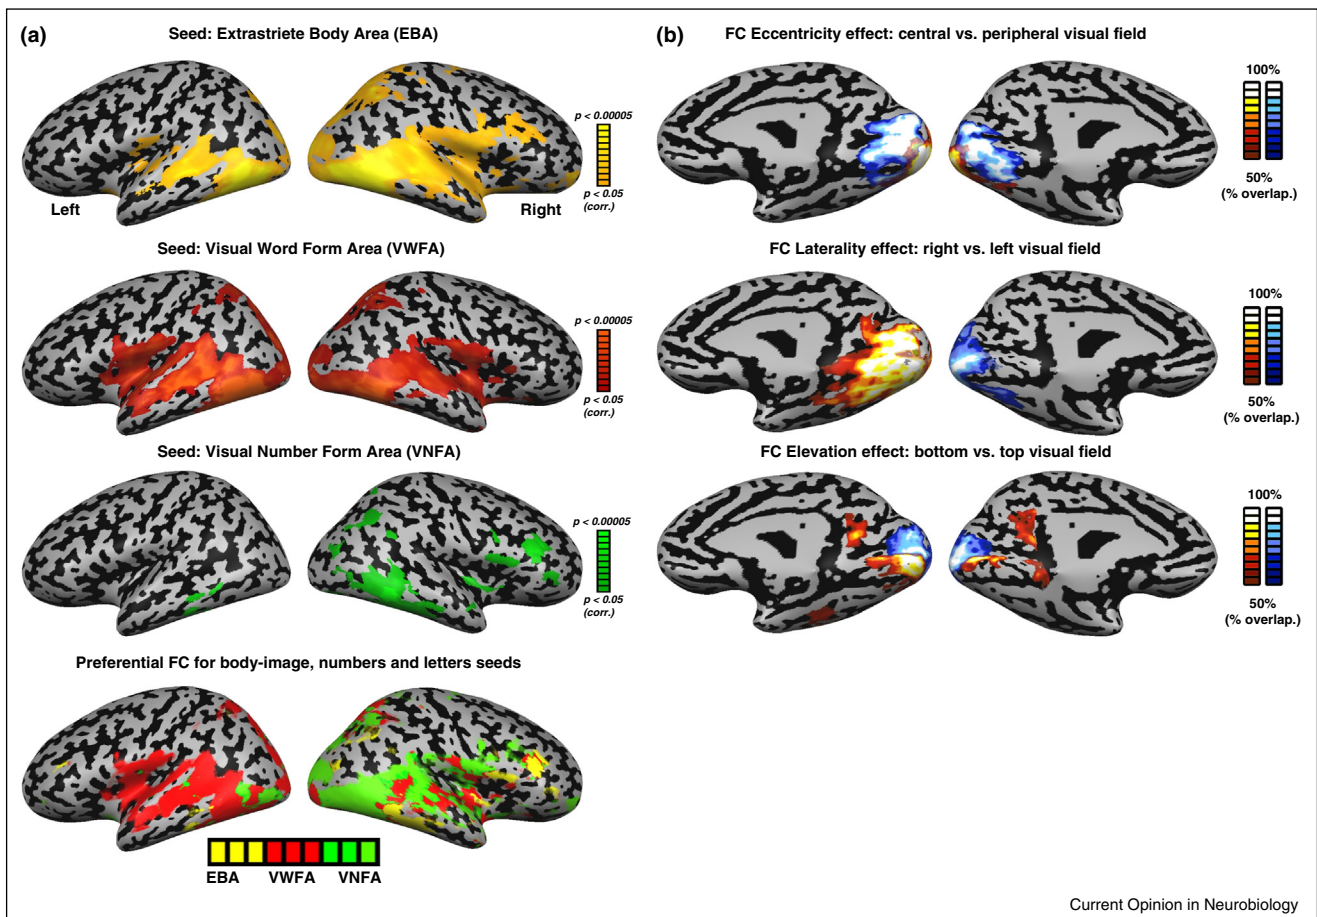 (a)
Seed: Extrastriete Body Area (EBA)
p < 0.00005
p < 0.05
(corr.)
Left
Right
Seed: Visual Word Form Area (VWFA)
p < 0.00005
p < 0.05
(corr.)
Seed: Visual Number Form Area (VNFA)
p < 0.00005
p < 0.05
(corr.)
Preferential FC for body-image, numbers and letters seeds
EBA VWFA VNFA
(b)
FC Eccentricity effect: central vs. peripheral visual field
100%
50%
(% overlap.)
FC Laterality effect: right vs. left visual field
100%
50%
(% overlap.)
FC Elevation effect: bottom vs. top visual field
100%
50%
(% overlap.)
Current Opinion in Neurobiology